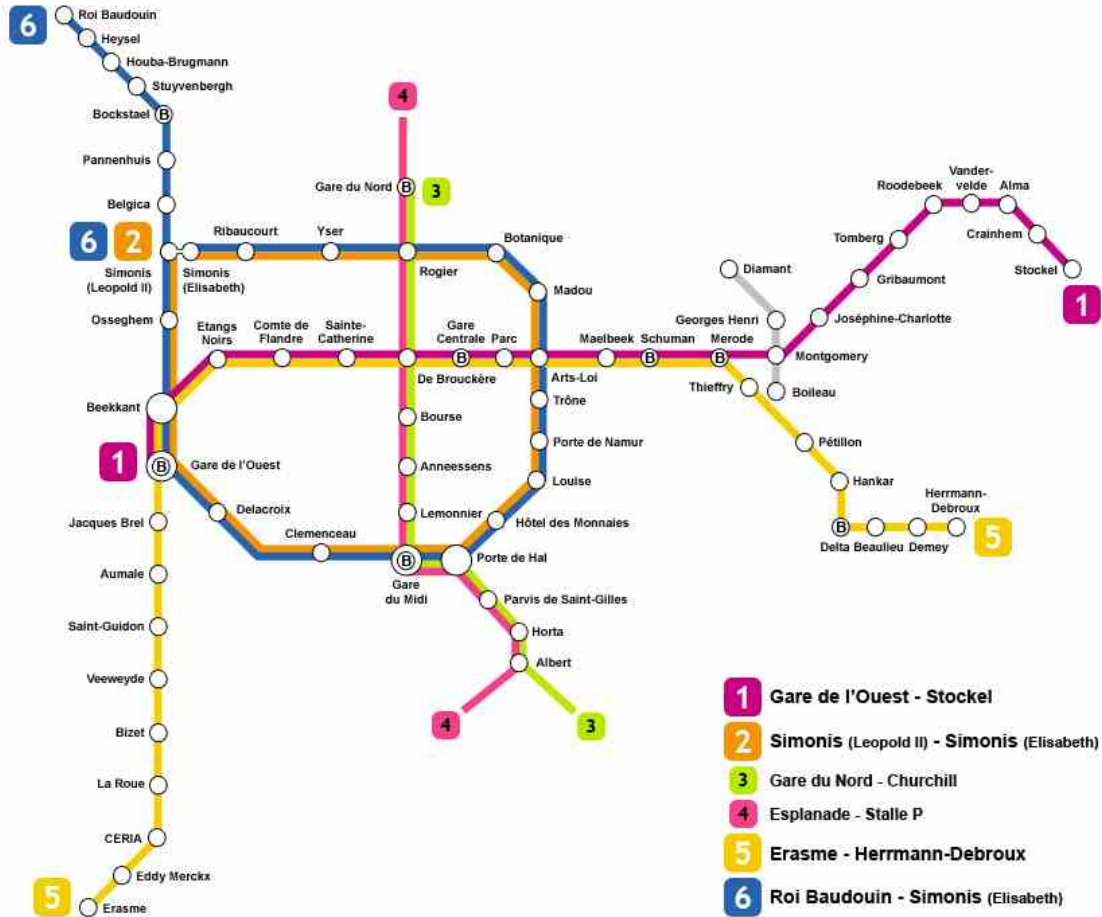 6
Roi Baudouin
Heysel
Houba-Brugmann
Stuyvenbergh
Bockstael
B
Pannenhuis
Belgica
6
2
Simonis
(Leopold II)
Simonis
(Elisabeth)
Ribaucourt
Yser
4
Gare du Nord
B
3
Rogier
Botanique
Madou
Osseghem
Etangs
Noirs
Comte de
Flandre
Sainte-
Catherine
De Brouckère
Gare
Centrale
B
Parc
Arts-Loi
Maelbeek
Schuman
B
Merode
B
Diamant
Georges Henri
Montgomery
Boileau
Joséphine-Charlotte
Gribaumont
Tomberg
Roodebeek
Vander-
velde
Alma
Crainhem
Stockel
1
Beekkant
1
B
Gare de l'Ouest
Bourse
Trône
Thieffry
Porte de Namur
Pétillon
Anneessens
Louise
Hankar
Delacroix
Lemonnier
Hôtel des Monnaies
Herrmann-
Debroux
B
Delta
Beaulieu
Demey
5
Jacques Brel
Clemenceau
B
Gare
du Midi
Porte de Hal
Aumale
Parvis de Saint-Gilles
Saint-Guidon
Horta
Albert
Veeweyde
4
3
Bizet
La Roue
CERIA
Eddy Merckx
5
Erasme
1 Gare de l'Ouest - Stockel
2 Simonis (Leopold II) - Simonis (Elisabeth)
3 Gare du Nord - Churchill
4 Esplanade - Stalle P
5 Erasme - Herrmann-Debroux
6 Roi Baudouin - Simonis (Elisabeth)